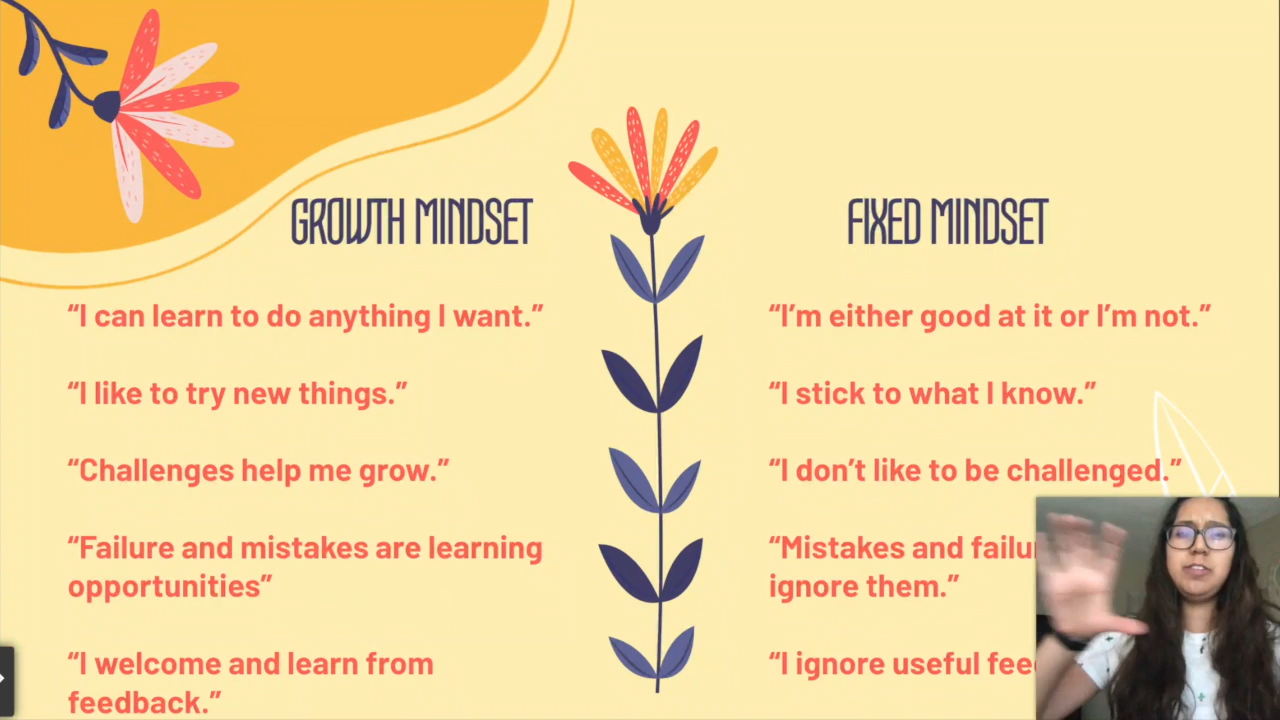 GROWTH MINDSET
“I can learn to do anything I want.”
“I like to try new things.”
“Challenges help me grow.”
“Failure and mistakes are learning
opportunities”
“I welcome and learn from
feedback.”
FIXED MINDSET
“I’m either good at it or I’m not.”
“I stick to what I know.”
“I don’t like to be challenged.”
“Mistakes and
ignore them.”
“I ignore useful